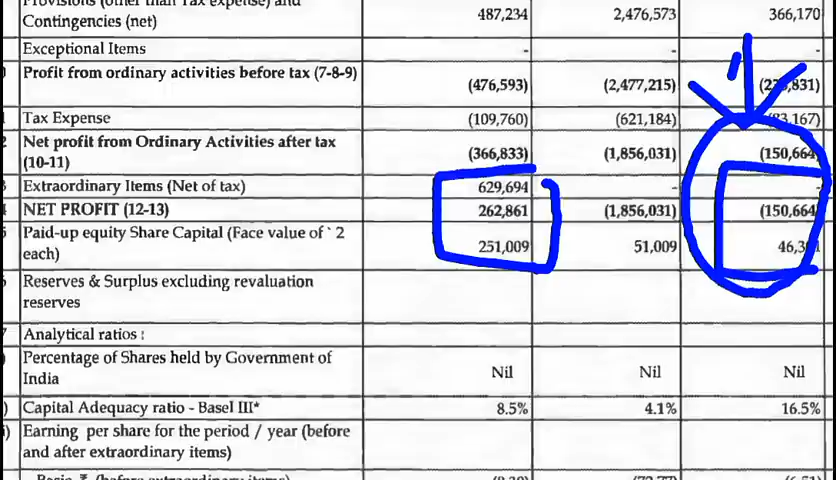 Provisions (other than Tax expense) and
Contingencies (net) 487,234 2,476,573 366,170
Exceptional Items - - -
Profit from ordinary activities before tax (7-8-9) (476,593) (2,477,215) 831)
Tax Expense (109,760) (621,184) 167)
Net profit from Ordinary Activities after tax
(10-11) (366,833) (1,856,031) (150,664)
Extraordinary Items (Net of tax) 629,694 - -
NET PROFIT (12-13) 262,861 (1,856,031) (150,664
Paid-up equity Share Capital (Face value of ` 2
each) 251,009 51,009
Reserves & Surplus excluding revaluation
reserves
Analytical ratios :
Percentage of Shares held by Government of
India Nil Nil Nil
Capital Adequacy ratio - Basel III* 8.5% 4.1% 16.5%
Earning per share for the period / year (before
and after extraordinary items)